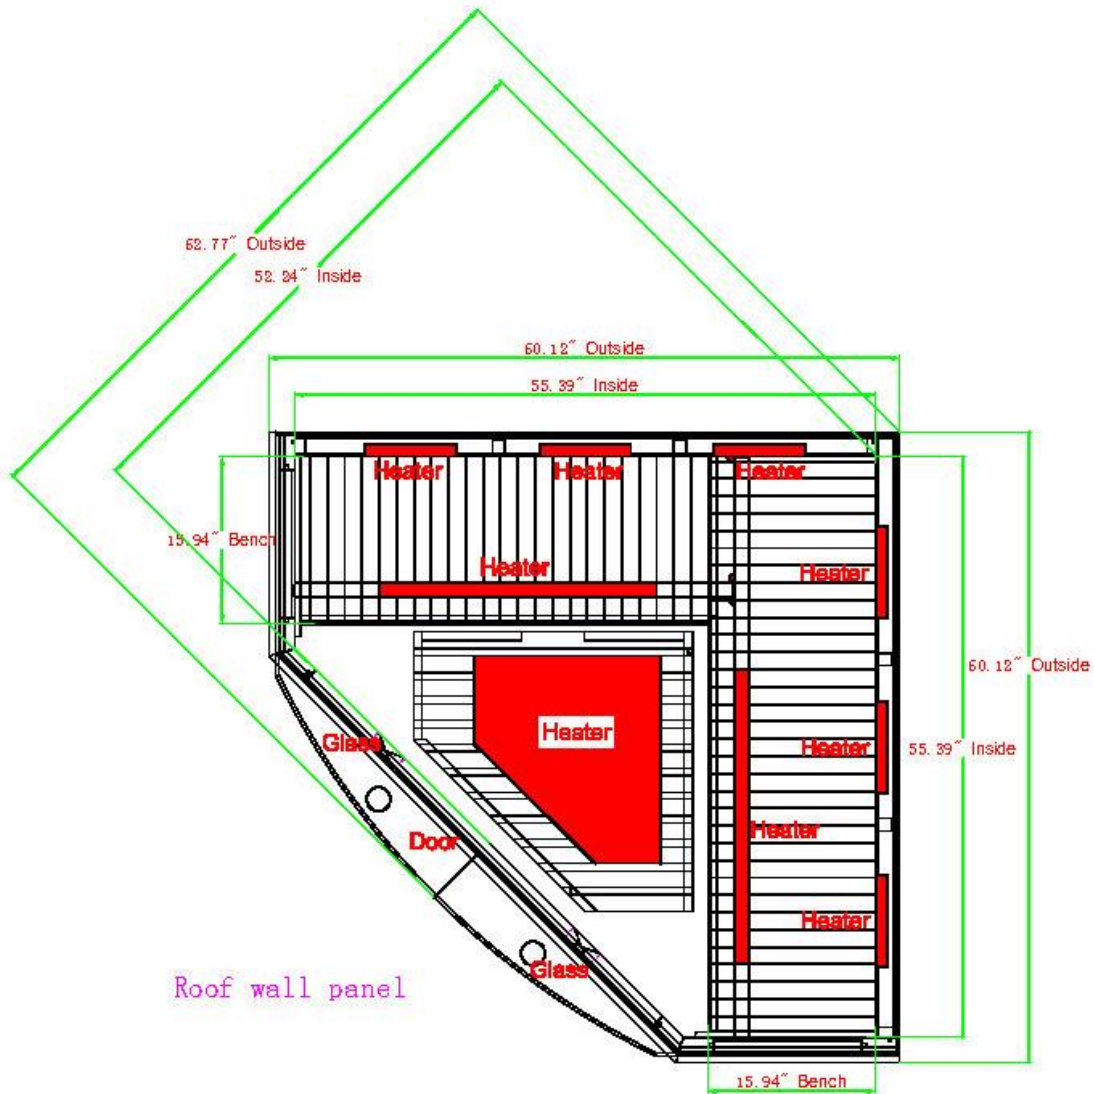 62.77" Outside
52.24" Inside
60.12" Outside
55.39" Inside
Heater Heater Heater
15.94" Bench
Heater
Heater
60.12" Outside
Heater
Glass
Heater
55.39" Inside
Heater
Door
Heater
Glass
Roof wall panel
15.94" Bench